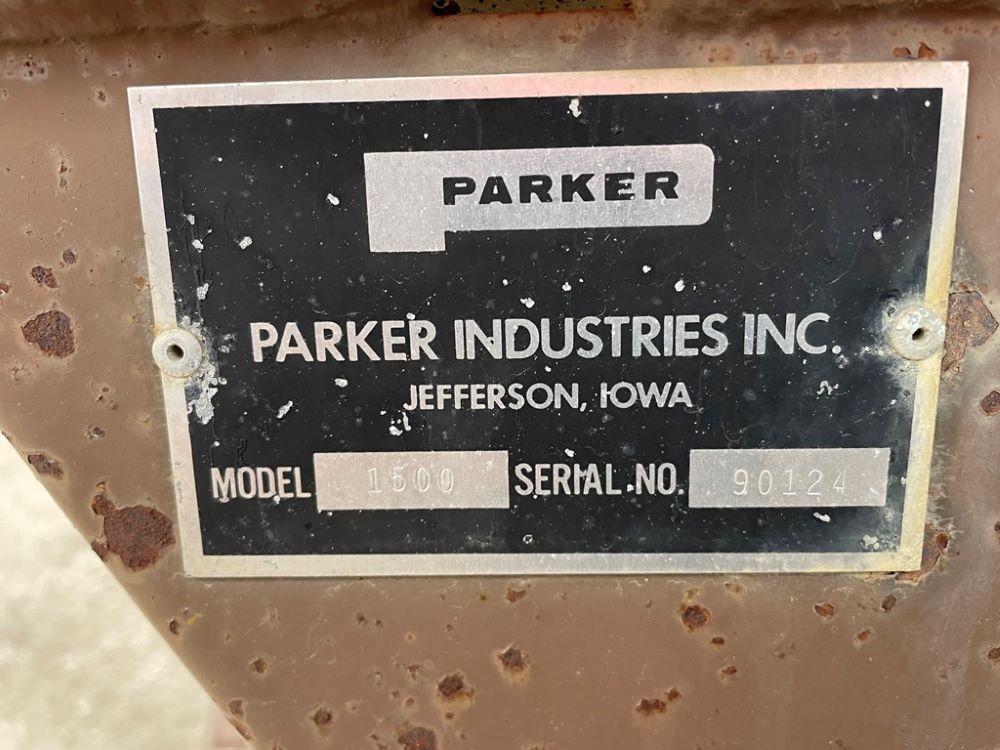 PARKER
PARKER INDUSTRIES INC.
JEFFERSON, IOWA
MODEL 1500 SERIAL NO. 90124